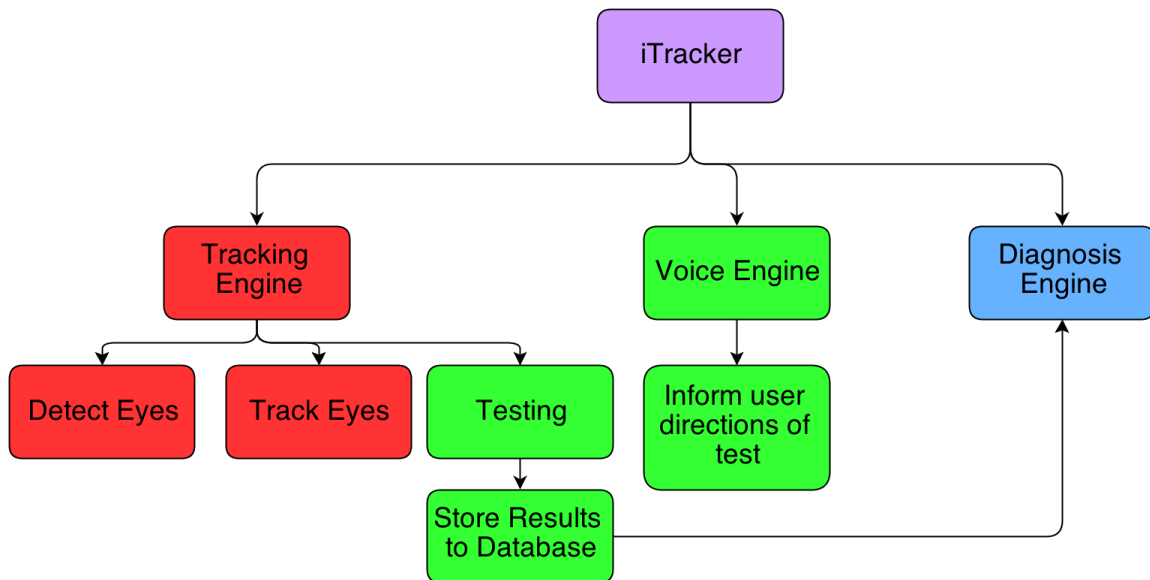 iTracker
Tracking
Engine
Voice Engine
Diagnosis
Engine
Detect Eyes
Track Eyes
Testing
Inform user
directions of
test
Store Results
to Database